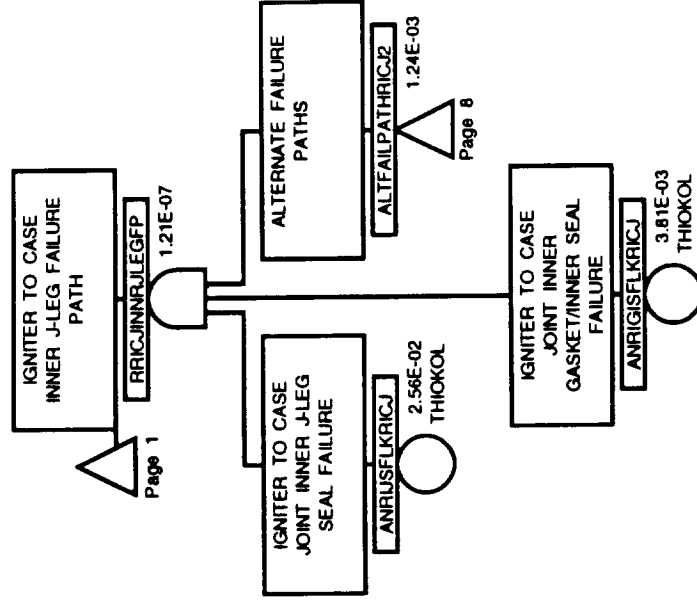 IGNITER TO CASE
INNER J-LEG FAILURE
PATH
RRICJINNRJLEGFP
1.21E-07
Page 1
IGNITER TO CASE
JOINT INNER J-LEG
SEAL FAILURE
ANRIJSFLKRICJ
2.56E-02
THIOKOL
ALTERNATE FAILURE
PATHS
ALTFAILPATHRICJ2
1.24E-03
Page 8
IGNITER TO CASE
JOINT INNER
GASKET/INNER SEAL
FAILURE
ANRIGISFLKRICJ
3.81E-03
THIOKOL